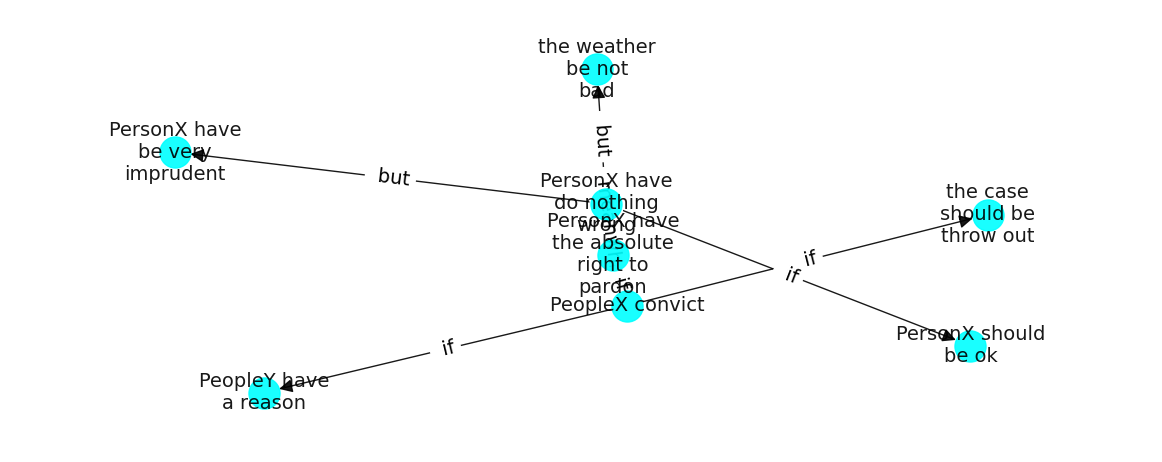 the weather
be not
bad
PersonX have
be very
imprudent
but
but
PersonX have
do nothing
wrong
PersonX have
the absolute
right to
pardon
PeopleX convict
the case
should be
throw out
if
if
PersonX should
be ok
if
PeopleY have
a reason